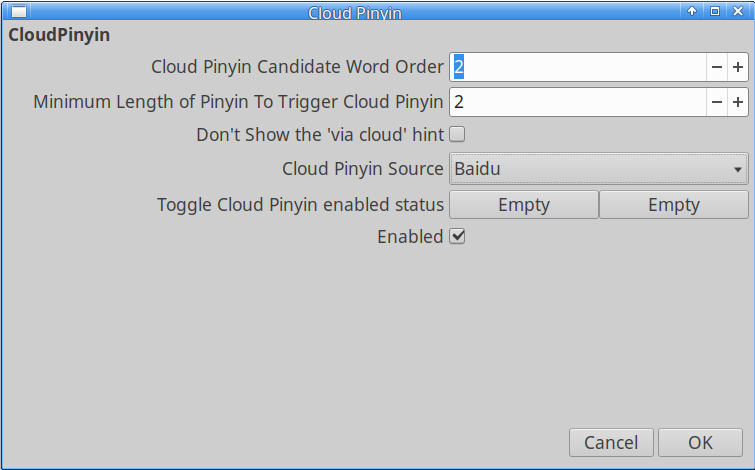 Cloud Pinyin
CloudPinyin
Cloud Pinyin Candidate Word Order 2
Minimum Length of Pinyin To Trigger Cloud Pinyin 2
Don't Show the 'via cloud' hint
Cloud Pinyin Source Baidu
Toggle Cloud Pinyin enabled status Empty Empty
Enabled
Cancel OK